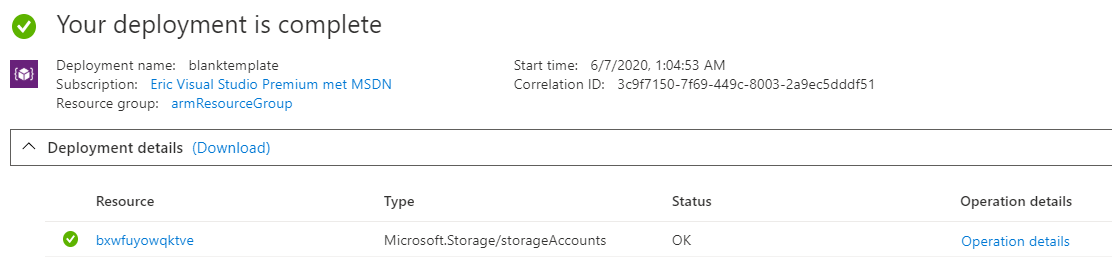 Your deployment is complete
Deployment name: blanktemplate
Subscription: Eric Visual Studio Premium met MSDN
Resource group: armResourceGroup
Start time: 6/7/2020, 1:04:53 AM
Correlation ID: 3c9f7150-7f69-449c-8003-2a9ec5dddf51
Deployment details (Download)
Resource Type Status Operation details
bxwfuyowqktve Microsoft.Storage/storageAccounts OK Operation details